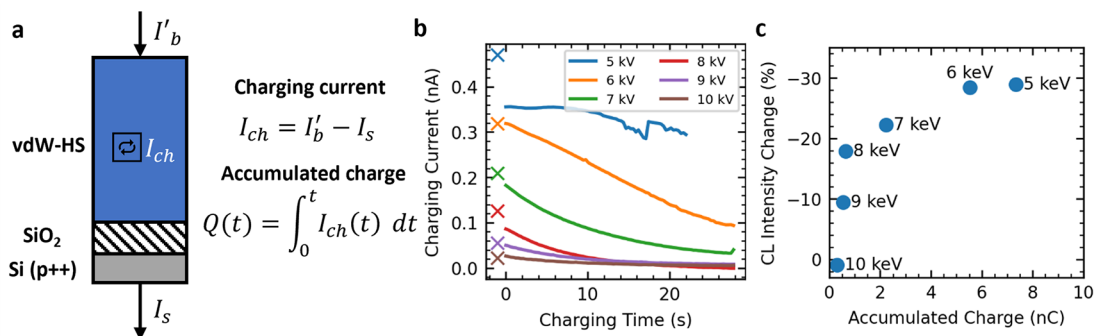 a
I'_b
vdW-HS
I_ch
SiO₂
Si (p++)
I_s
Charging current
I_ch = I'_b − I_s
Accumulated charge
Q(t) = ∫₀ᵗ I_ch(t) dt
b
Charging Current (nA)
0.4
0.3
0.2
0.1
0.0
5 kV
6 kV
7 kV
8 kV
9 kV
10 kV
0
10
20
Charging Time (s)
c
CL Intensity Change (%)
−30
−20
−10
0
6 keV
5 keV
7 keV
8 keV
9 keV
10 keV
0
2
4
6
8
10
Accumulated Charge (nC)